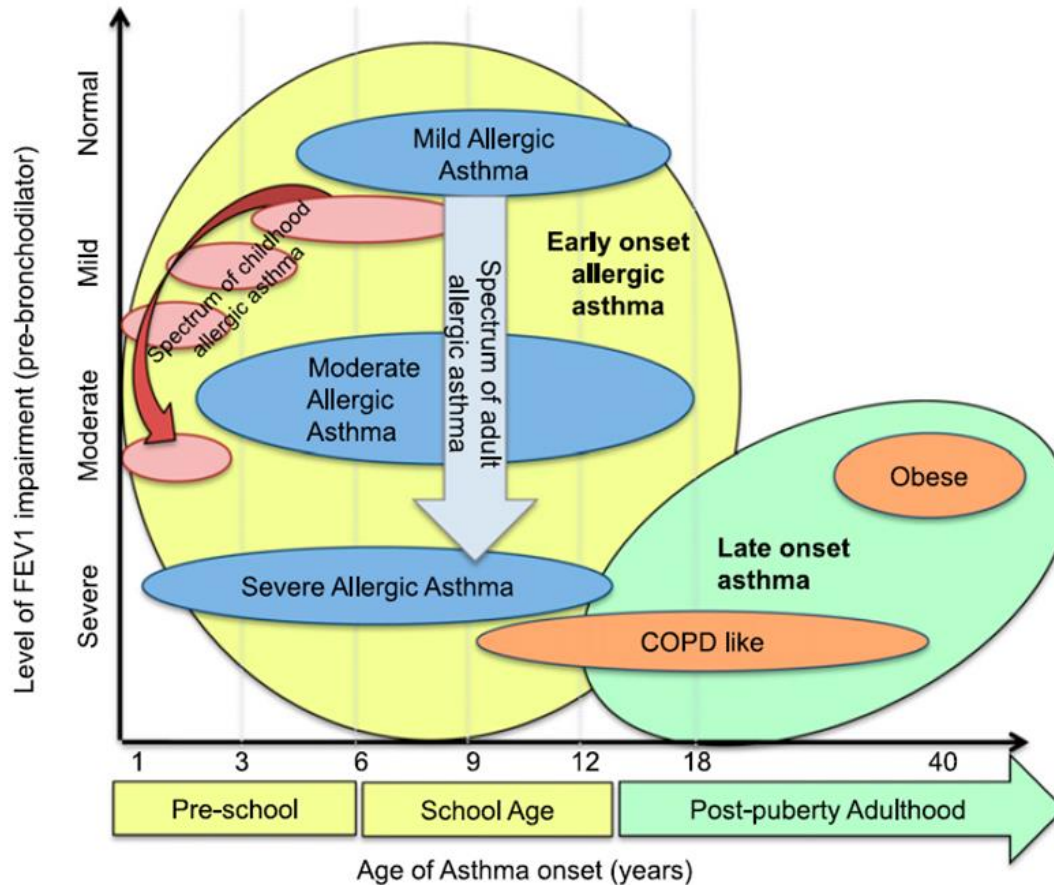 Level of FEV1 impairment (pre-bronchodilator)
Normal
Mild
Moderate
Severe
Mild Allergic
Asthma
Spectrum of childhood
allergic asthma
Spectrum of adult
allergic asthma
Early onset
allergic
asthma
Moderate
Allergic
Asthma
Obese
Late onset
asthma
Severe Allergic Asthma
COPD like
1 3 6 9 12 18 40
Pre-school School Age Post-puberty Adulthood
Age of Asthma onset (years)